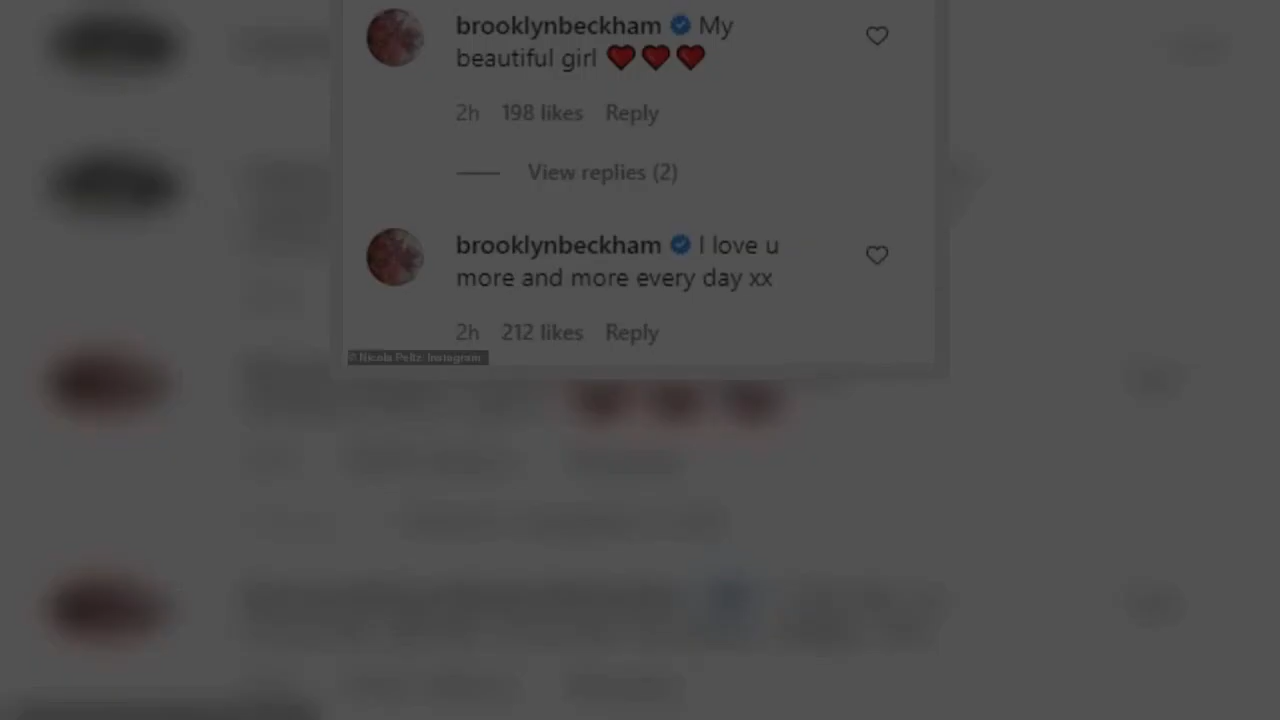 brooklynbeckham My
beautiful girl ❤️❤️❤️
2h 198 likes Reply
View replies (2)
brooklynbeckham I love u
more and more every day xx
2h 212 likes Reply
© Nicola Peltz: Instagram